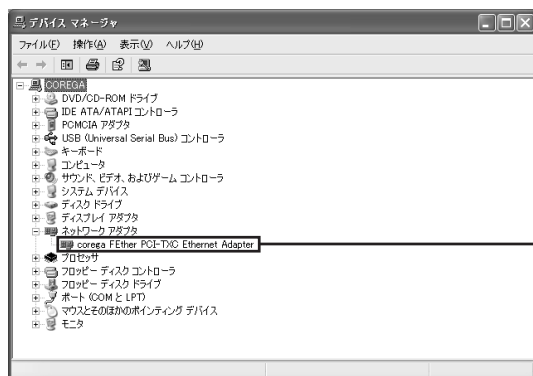 デバイス マネージャ
ファイル(F) 操作(A) 表示(V) ヘルプ(H)
COREGA
DVD/CD-ROM ドライブ
IDE ATA/ATAPI コントローラ
PCMCIA アダプタ
USB (Universal Serial Bus) コントローラ
キーボード
コンピュータ
サウンド、ビデオ、およびゲーム コントローラ
システム デバイス
ディスク ドライブ
ディスプレイ アダプタ
ネットワーク アダプタ
corega FEther PCI-TXC Ethernet Adapter
プロセッサ
フロッピー ディスク コントローラ
フロッピー ディスク ドライブ
ポート (COM と LPT)
マウスとそのほかのポインティング デバイス
モニタ